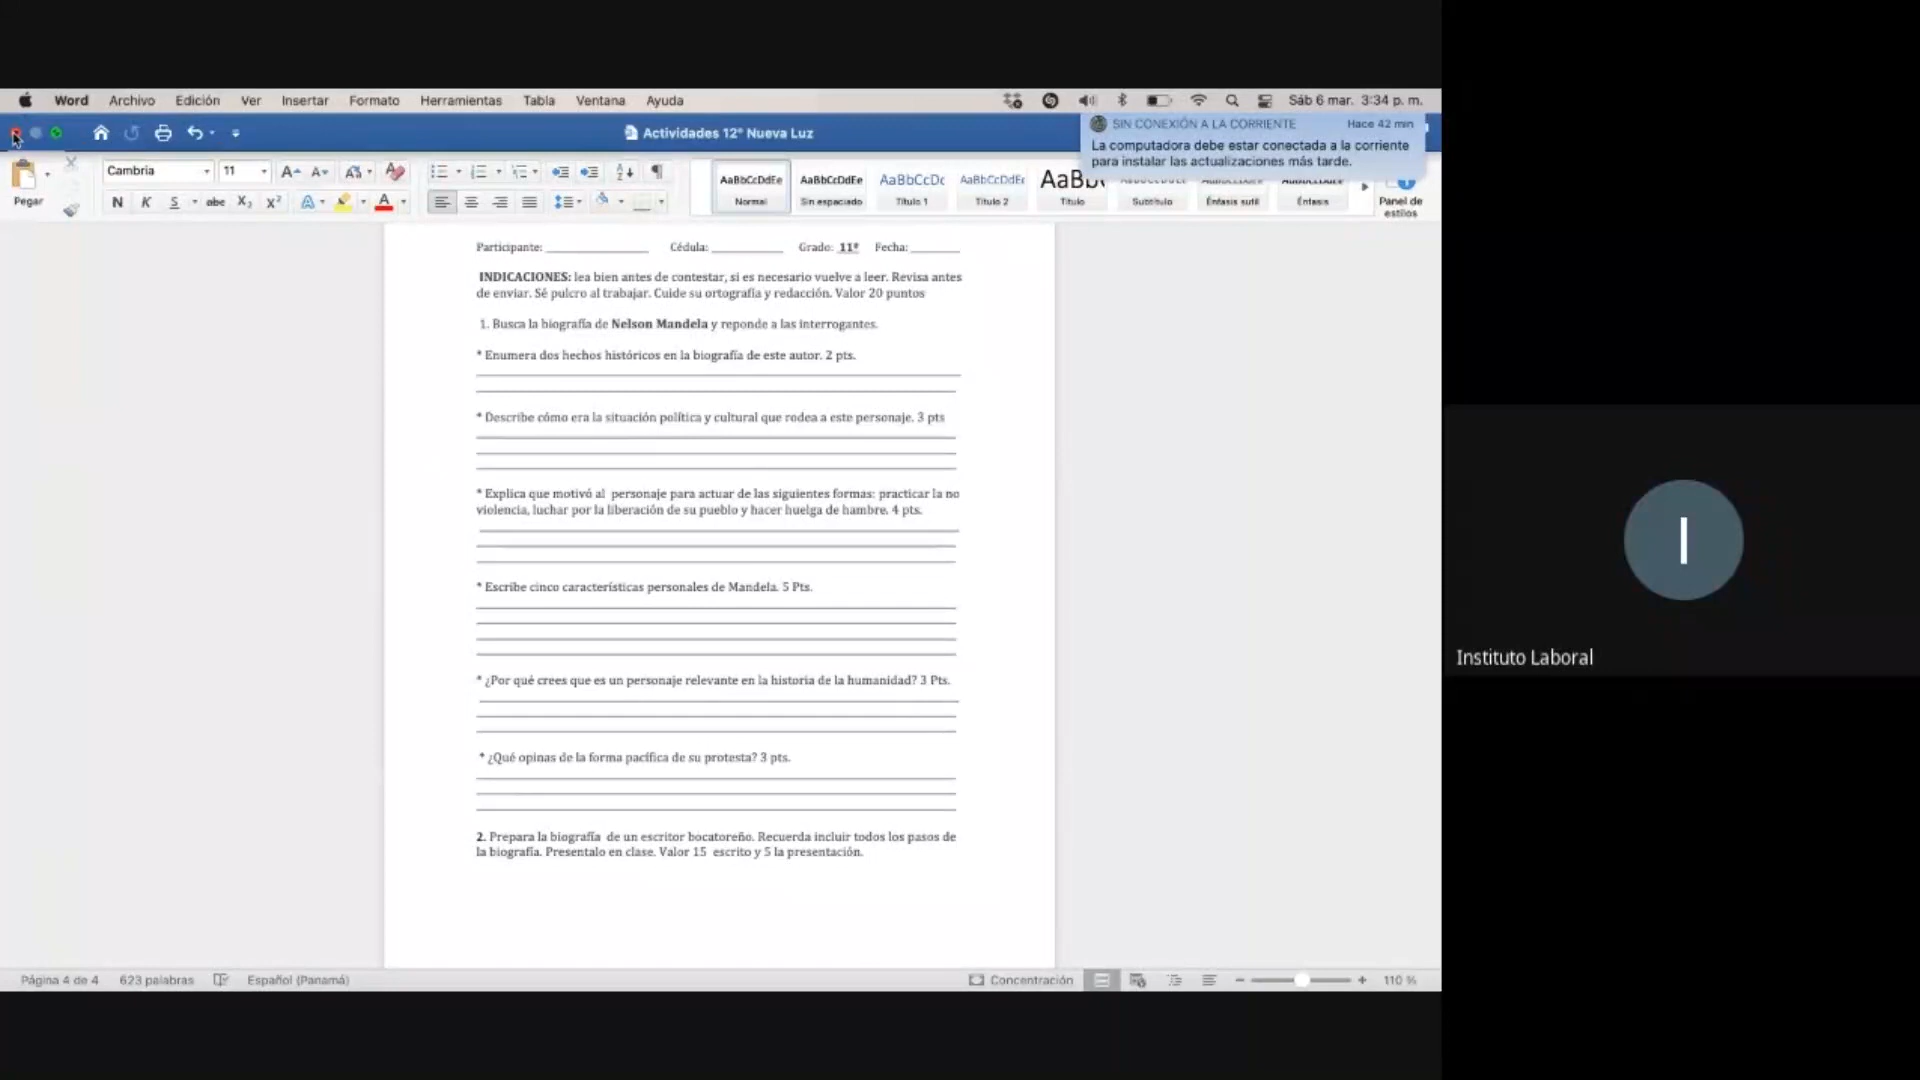 Word Archivo Edición Ver Insertar Formato Herramientas Tabla Ventana Ayuda Sáb 6 mar. 3:34 p. m.
Actividades 12° Nueva Luz
SIN CONEXIÓN A LA CORRIENTE Hace 42 min
La computadora debe estar conectada a la corriente
para instalar las actualizaciones más tarde.
Pegar
Cambria 11
N K S abc X₂ X²
AaBbCcDdEe Normal
AaBbCcDdEe Sin espaciado
AaBbCcDc Título 1
AaBbCcDdEe Título 2
AaBb Título
AaBbCcDdEe Subtítulo
AaBbCcDdEe Énfasis sutil
AaBbCcDdEe Énfasis
Panel de
estilos
Participante: Cédula: Grado: 11° Fecha:
INDICACIONES: lea bien antes de contestar, si es necesario vuelve a leer. Revisa antes
de enviar. Sé pulcro al trabajar. Cuide su ortografía y redacción. Valor 20 puntos
1. Busca la biografía de Nelson Mandela y reponde a las interrogantes.
* Enumera dos hechos históricos en la biografía de este autor. 2 pts.
* Describe cómo era la situación política y cultural que rodea a este personaje. 3 pts
* Explica que motivó al personaje para actuar de las siguientes formas: practicar la no
violencia, luchar por la liberación de su pueblo y hacer huelga de hambre. 4 pts.
* Escribe cinco características personales de Mandela. 5 Pts.
* ¿Por qué crees que es un personaje relevante en la historia de la humanidad? 3 Pts.
* ¿Qué opinas de la forma pacífica de su protesta? 3 pts.
2. Prepara la biografía de un escritor bocatoreño. Recuerda incluir todos los pasos de
la biografía. Presentalo en clase. Valor 15 escrito y 5 la presentación.
Página 4 de 4 623 palabras Español (Panamá) Concentración 110 %
I
Instituto Laboral